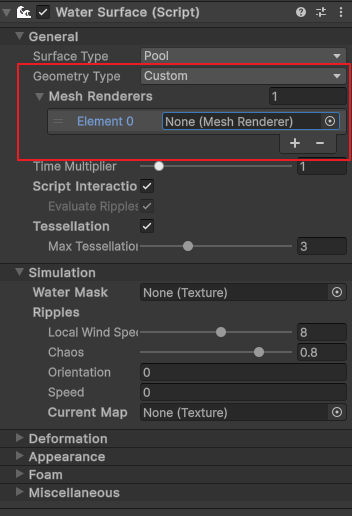 Water Surface (Script)
General
Surface Type Pool
Geometry Type Custom
Mesh Renderers 1
Element 0 None (Mesh Renderer)
Time Multiplier 1
Script Interactio
Evaluate Ripples
Tessellation
Max Tessellation 3
Simulation
Water Mask None (Texture)
Ripples
Local Wind Spe 8
Chaos 0.8
Orientation 0
Speed 0
Current Map None (Texture)
Deformation
Appearance
Foam
Miscellaneous